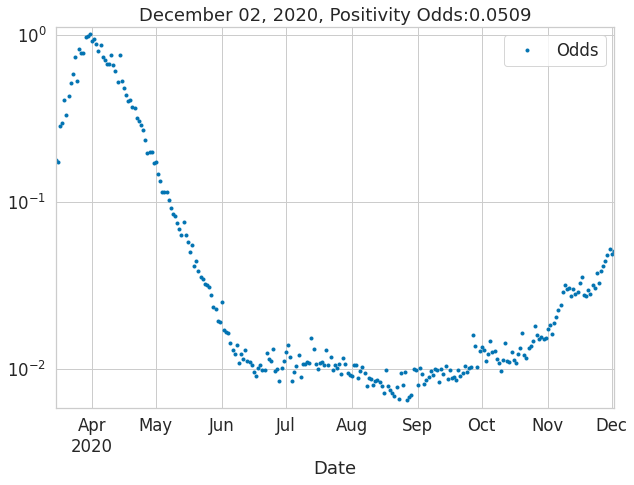 December 02, 2020, Positivity Odds:0.0509
Odds
10⁰
10⁻¹
10⁻²
Apr May Jun Jul Aug Sep Oct Nov Dec
2020
Date